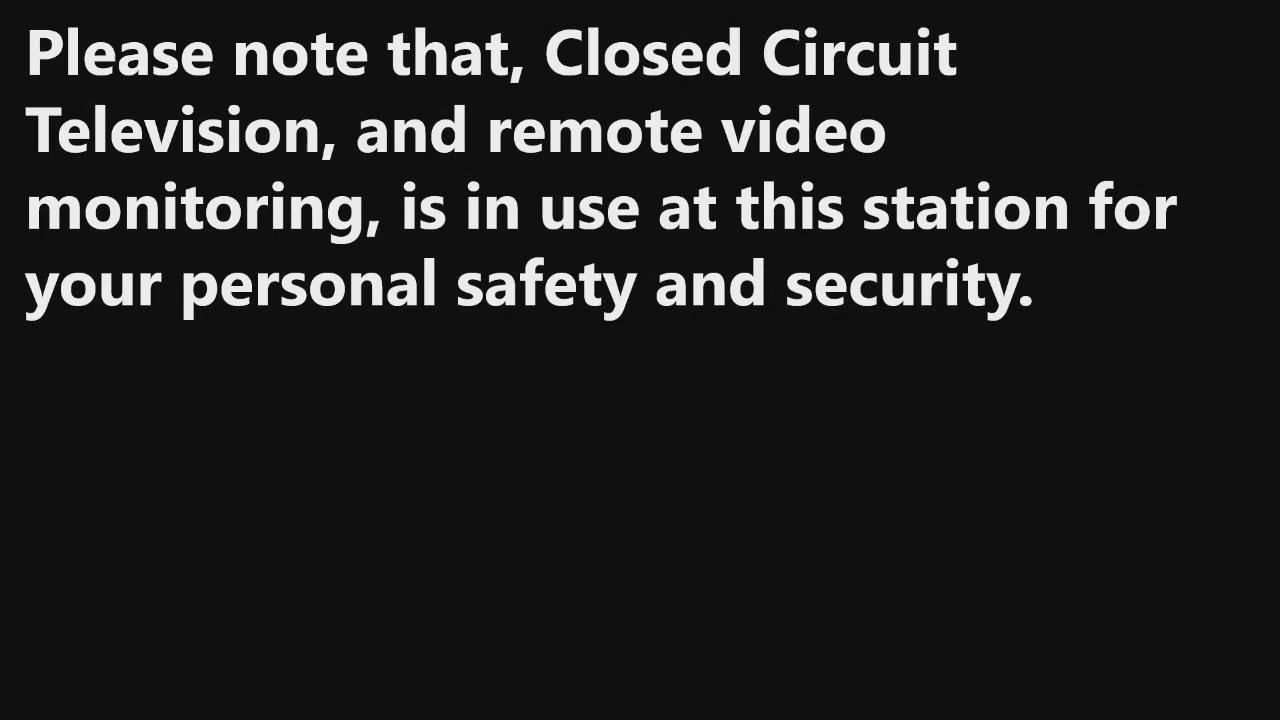 Please note that, Closed Circuit
Television, and remote video
monitoring, is in use at this station for
your personal safety and security.